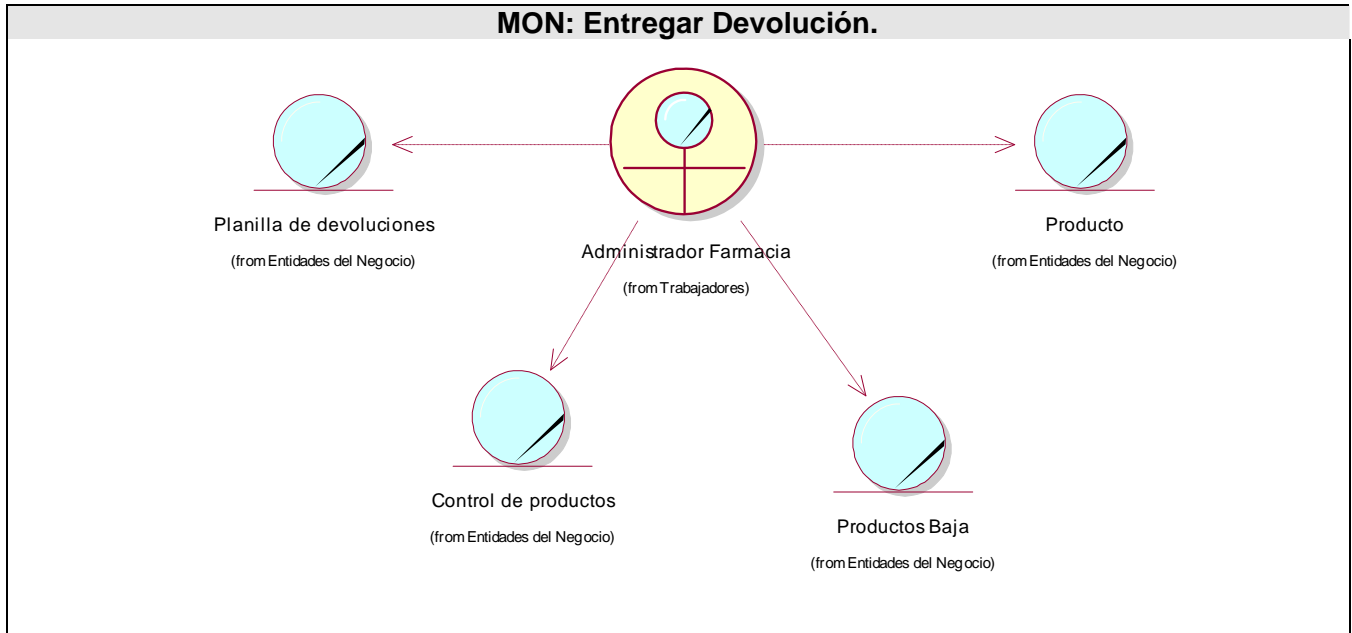 MON: Entregar Devolución.
Planilla de devoluciones
(from Entidades del Negocio)
Administrador Farmacia
(from Trabajadores)
Producto
(from Entidades del Negocio)
Control de productos
(from Entidades del Negocio)
Productos Baja
(from Entidades del Negocio)